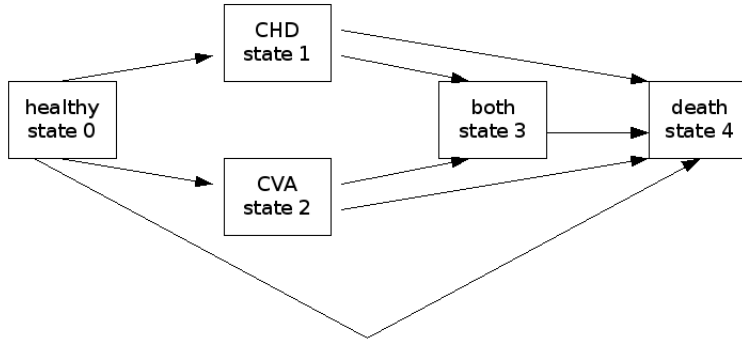 CHD
state 1
healthy
state 0
both
state 3
death
state 4
CVA
state 2